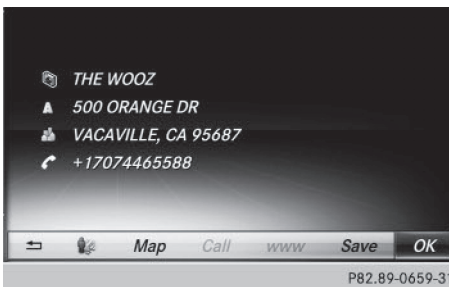 THE WOOZ
A 500 ORANGE DR
VACAVILLE, CA 95687
+17074465588
Map Call www Save OK
P82.89-0659-31